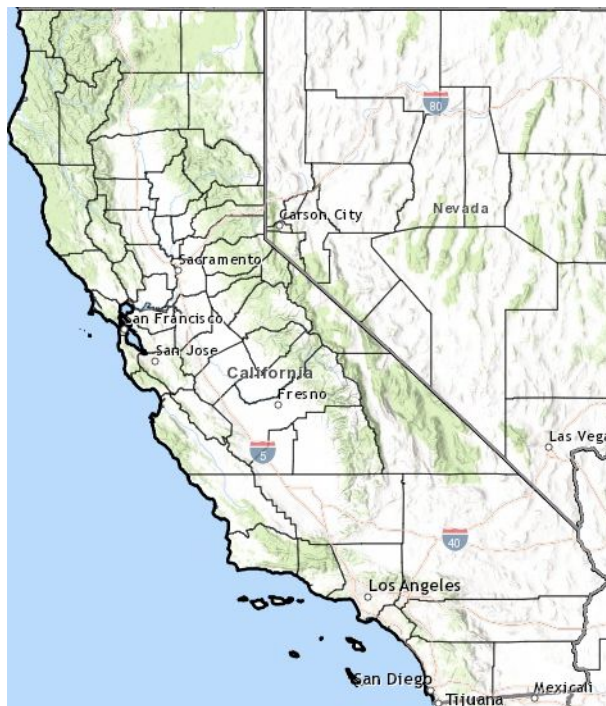 80
Nevada
Carson City
Sacramento
San Francisco
San Jose
California
Fresno
Las Vega
5
40
Los Angeles
San Diego
Mexicali
Tijuana